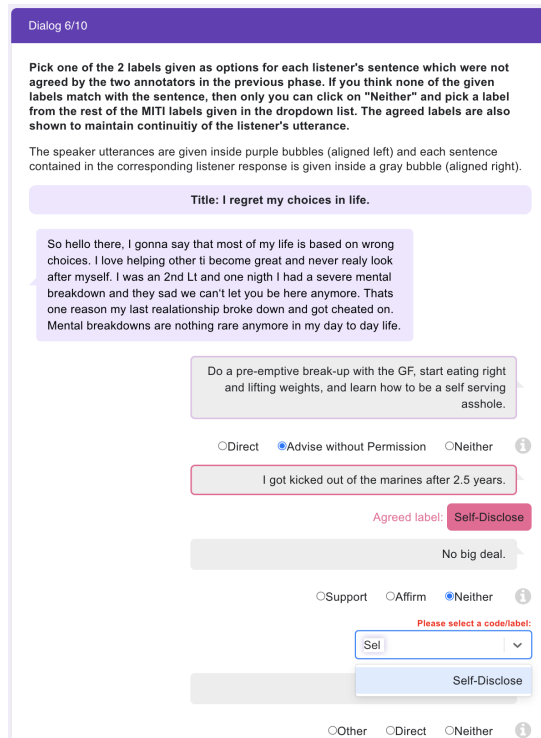 Dialog 6/10
Pick one of the 2 labels given as options for each listener's sentence which were not
agreed by the two annotators in the previous phase. If you think none of the given
labels match with the sentence, then only you can click on "Neither" and pick a label
from the rest of the MITI labels given in the dropdown list. The agreed labels are also
shown to maintain continuitiy of the listener's utterance.
The speaker utterances are given inside purple bubbles (aligned left) and each sentence
contained in the corresponding listener response is given inside a gray bubble (aligned right).
Title: I regret my choices in life.
So hello there, I gonna say that most of my life is based on wrong
choices. I love helping other ti become great and never realy look
after myself. I was an 2nd Lt and one nigth I had a severe mental
breakdown and they sad we can't let you be here anymore. Thats
one reason my last realationship broke down and got cheated on.
Mental breakdowns are nothing rare anymore in my day to day life.
Do a pre-emptive break-up with the GF, start eating right
and lifting weights, and learn how to be a self serving
asshole.
Direct Advise without Permission Neither i
I got kicked out of the marines after 2.5 years.
Agreed label: Self-Disclose
No big deal.
Support Affirm Neither i
Please select a code/label:
Sel
Self-Disclose
Other Direct Neither i